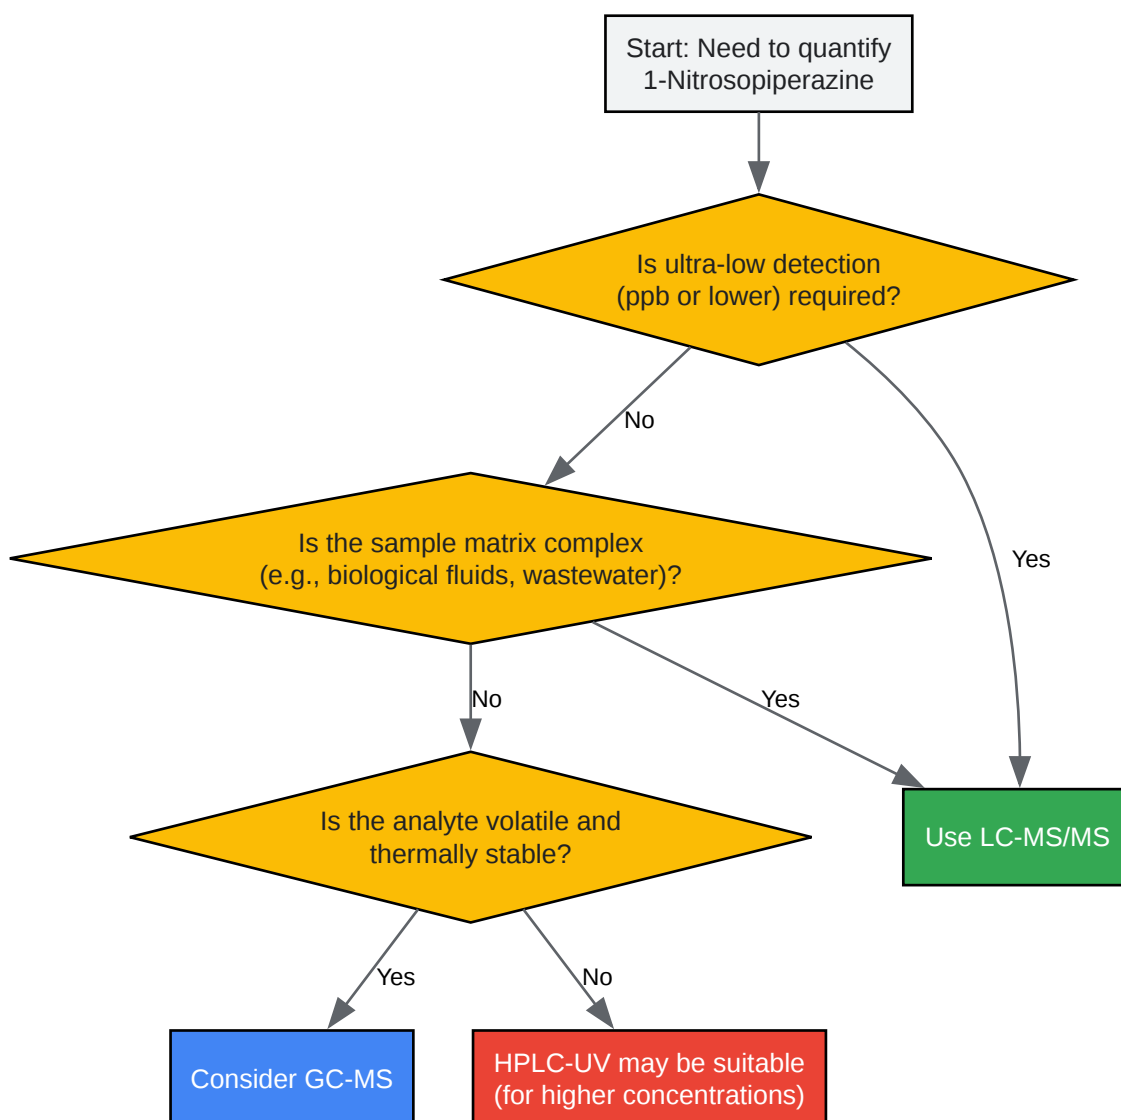 Start: Need to quantify
1-Nitrosopiperazine
Is ultra-low detection
(ppb or lower) required?
No
Is the sample matrix complex
(e.g., biological fluids, wastewater)?
Yes
No
Yes
Is the analyte volatile and
thermally stable?
Use LC-MS/MS
Yes
No
Consider GC-MS
HPLC-UV may be suitable
(for higher concentrations)